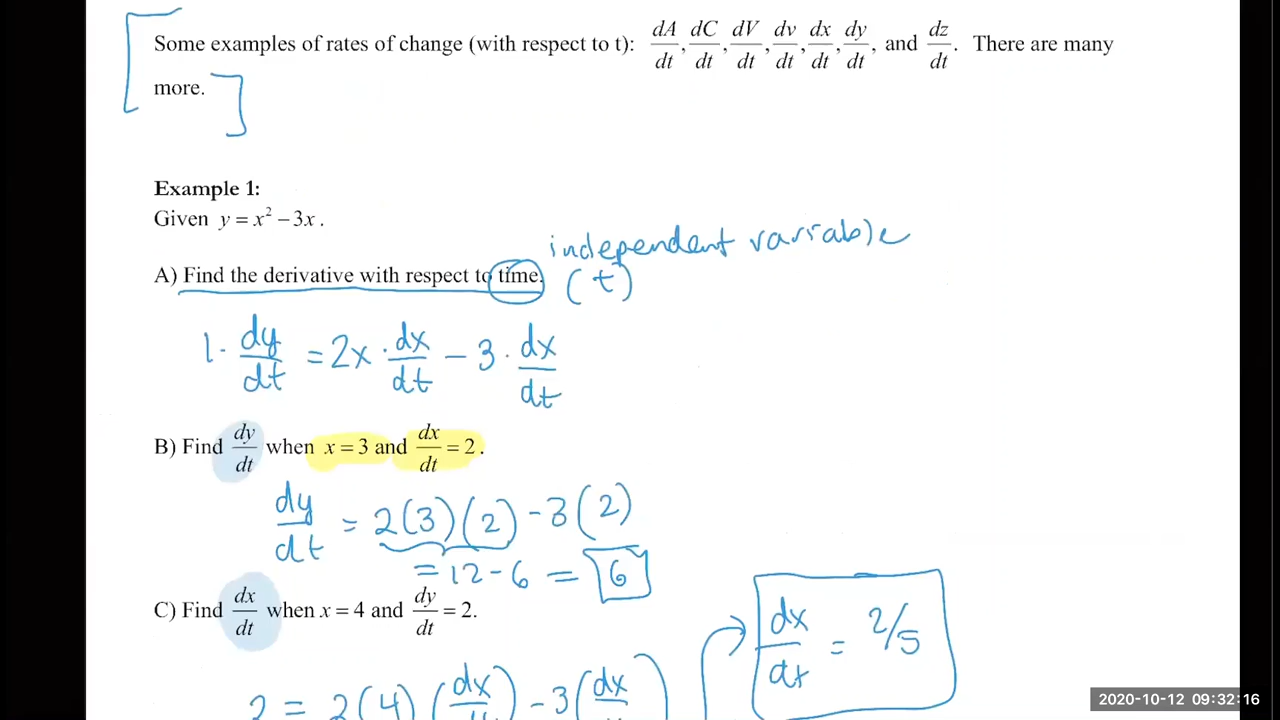 Some examples of rates of change (with respect to t): dA/dt, dC/dt, dV/dt, dv/dt, dx/dt, dy/dt, and dz/dt. There are many
more.
Example 1:
Given y = x² − 3x .
independent variable
A) Find the derivative with respect to time. (t)
1 · dy/dt = 2x · dx/dt − 3 · dx/dt
B) Find dy/dt when x = 3 and dx/dt = 2 .
dy/dt = 2(3)(2) − 3(2)
= 12 − 6 = 6
C) Find dx/dt when x = 4 and dy/dt = 2.
dx/dt = 2/5
2 = 2(4)(dx/) − 3(dx/
2020-10-12 09:32:16